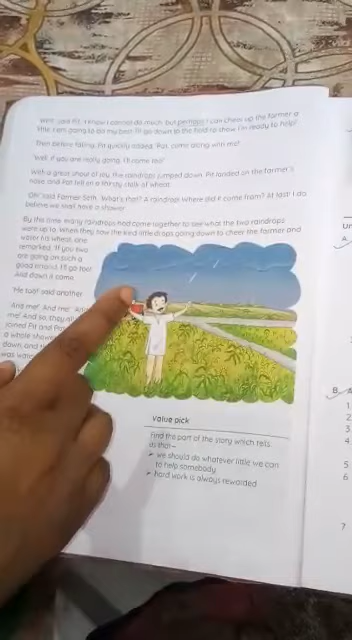 'Well,' said Pit, 'I know I cannot do much, but perhaps I can cheer up the farmer a
little. I am going to do my best. I'll go down to the field to show I'm ready to help!'
Then before falling, Pit quickly added, 'Pat, come along with me!'
'Well, if you are really going, I'll come too!'
With a great show of joy, the raindrops jumped down. Pit landed on the farmer's
nose and Pat fell on a thirsty stalk of wheat.
'Oh!' said Farmer Seth. 'What's that? A raindrop! Where did it come from? At last! I do
believe we shall have a shower.'
By this time many raindrops had come together to see what the two raindrops
were up to. When they saw the kind little drops going down to cheer the farmer and
water his wheat, one
remarked, 'If you two
are going on such a
good errand, I'll go too!'
And down it came.
'Me too!' said another.
'And me!' 'And me!' 'And
me!' And so they all
joined Pit and Pat
a whole shower
down, and
was
Value pick
Find the part of the story which tells
us that—
➢ we should do whatever little we can
to help somebody.
➢ hard work is always rewarded.
A.
B.
1
2
3
4
5
6
7